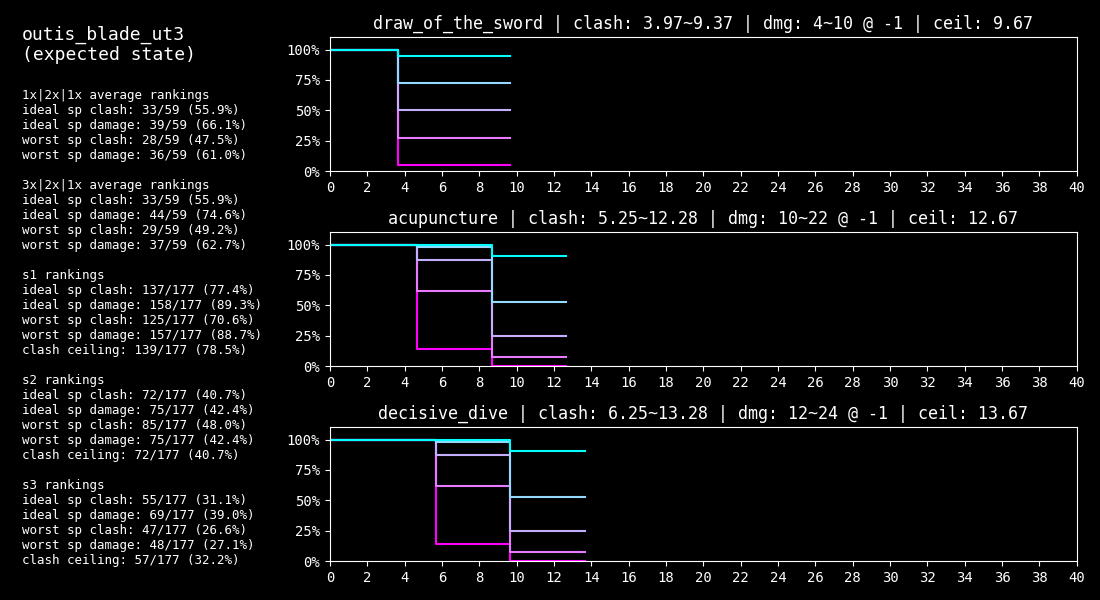 outis_blade_ut3
(expected state)
1x|2x|1x average rankings
ideal sp clash: 33/59 (55.9%)
ideal sp damage: 39/59 (66.1%)
worst sp clash: 28/59 (47.5%)
worst sp damage: 36/59 (61.0%)
3x|2x|1x average rankings
ideal sp clash: 33/59 (55.9%)
ideal sp damage: 44/59 (74.6%)
worst sp clash: 29/59 (49.2%)
worst sp damage: 37/59 (62.7%)
s1 rankings
ideal sp clash: 137/177 (77.4%)
ideal sp damage: 158/177 (89.3%)
worst sp clash: 125/177 (70.6%)
worst sp damage: 157/177 (88.7%)
clash ceiling: 139/177 (78.5%)
s2 rankings
ideal sp clash: 72/177 (40.7%)
ideal sp damage: 75/177 (42.4%)
worst sp clash: 85/177 (48.0%)
worst sp damage: 75/177 (42.4%)
clash ceiling: 72/177 (40.7%)
s3 rankings
ideal sp clash: 55/177 (31.1%)
ideal sp damage: 69/177 (39.0%)
worst sp clash: 47/177 (26.6%)
worst sp damage: 48/177 (27.1%)
clash ceiling: 57/177 (32.2%)
draw_of_the_sword | clash: 3.97~9.37 | dmg: 4~10 @ -1 | ceil: 9.67
100%
75%
50%
25%
0%
0 2 4 6 8 10 12 14 16 18 20 22 24 26 28 30 32 34 36 38 40
acupuncture | clash: 5.25~12.28 | dmg: 10~22 @ -1 | ceil: 12.67
100%
75%
50%
25%
0%
0 2 4 6 8 10 12 14 16 18 20 22 24 26 28 30 32 34 36 38 40
decisive_dive | clash: 6.25~13.28 | dmg: 12~24 @ -1 | ceil: 13.67
100%
75%
50%
25%
0%
0 2 4 6 8 10 12 14 16 18 20 22 24 26 28 30 32 34 36 38 40